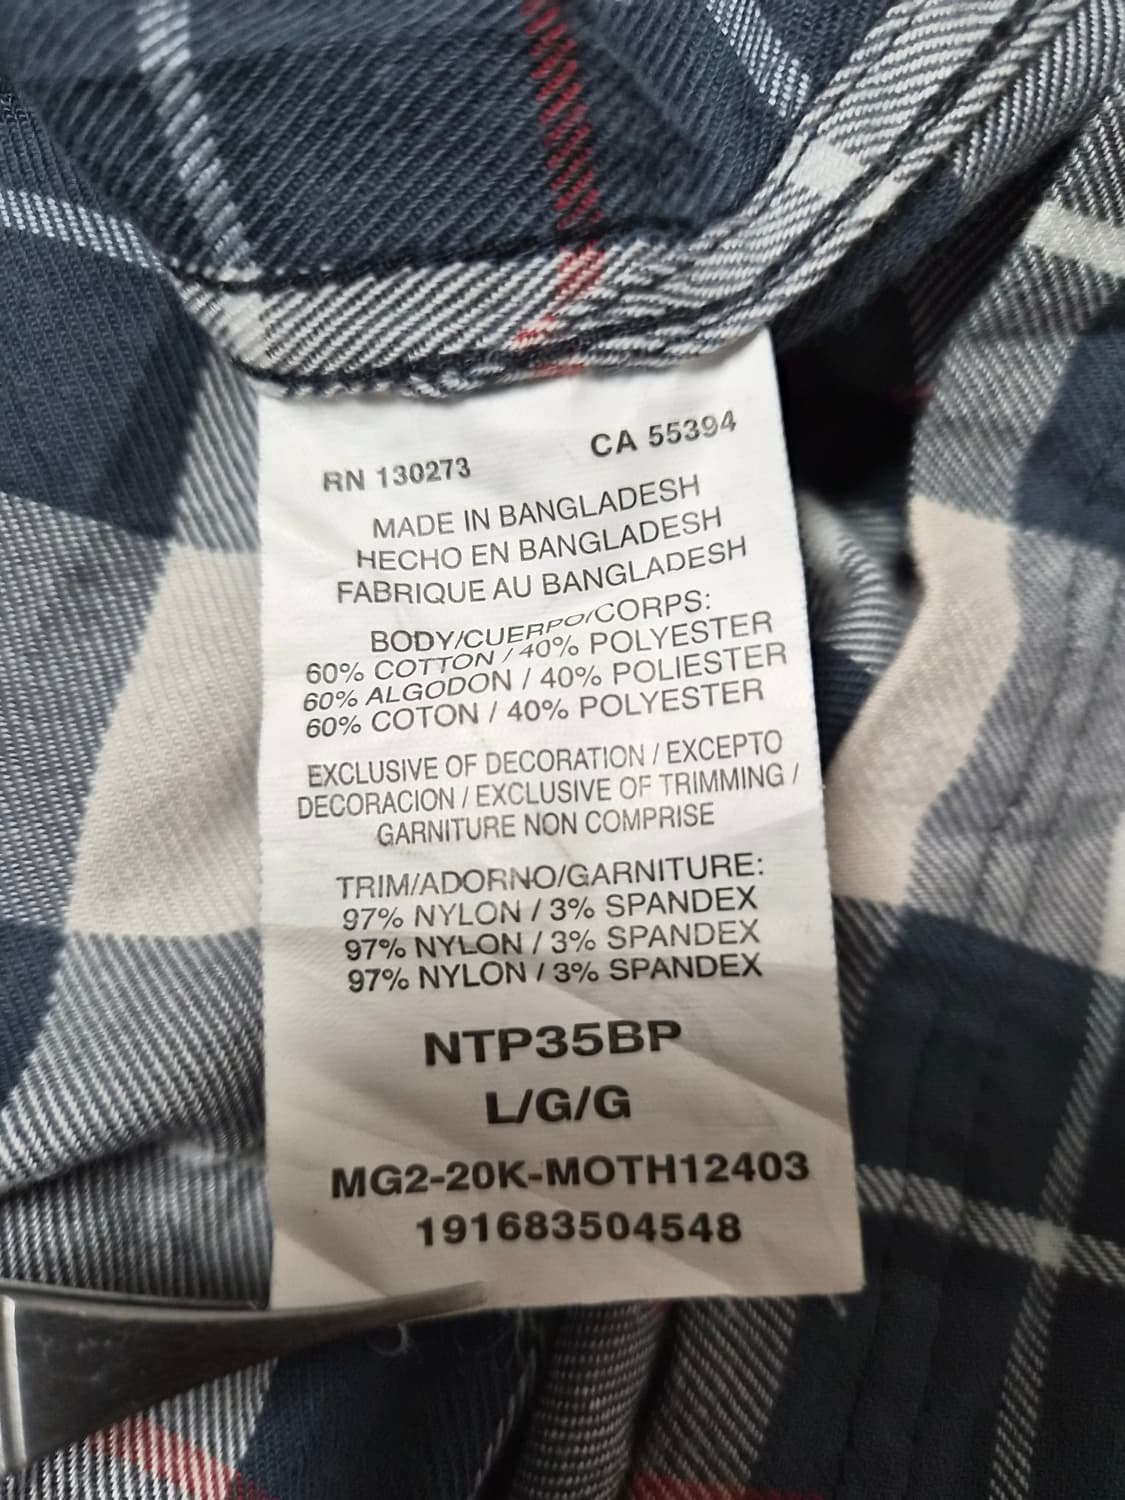 RN 130273 CA 55394
MADE IN BANGLADESH
HECHO EN BANGLADESH
FABRIQUE AU BANGLADESH
BODY/CUERPO/CORPS:
60% COTTON / 40% POLYESTER
60% ALGODON / 40% POLIESTER
60% COTON / 40% POLYESTER
EXCLUSIVE OF DECORATION / EXCEPTO
DECORACION / EXCLUSIVE OF TRIMMING /
GARNITURE NON COMPRISE
TRIM/ADORNO/GARNITURE:
97% NYLON / 3% SPANDEX
97% NYLON / 3% SPANDEX
97% NYLON / 3% SPANDEX
NTP35BP
L/G/G
MG2-20K-MOTH12403
191683504548